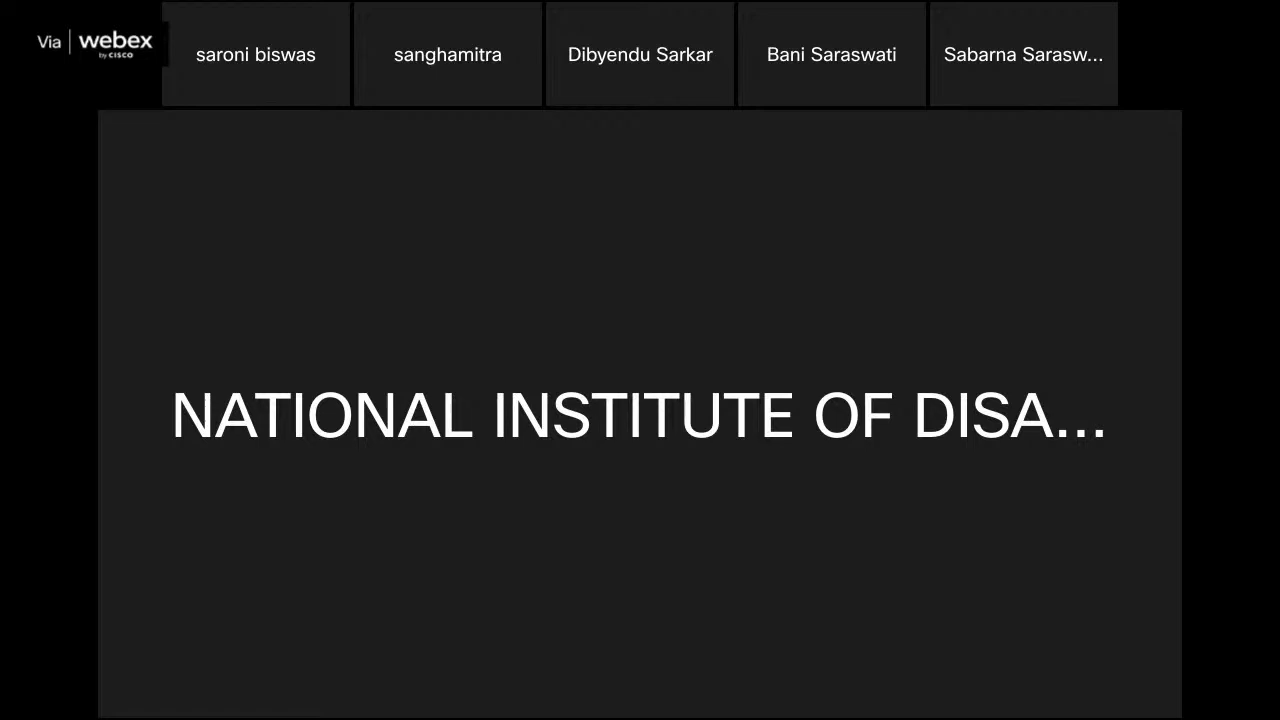 Via webex
by CISCO
saroni biswas
sanghamitra
Dibyendu Sarkar
Bani Saraswati
Sabarna Sarasw...
NATIONAL INSTITUTE OF DISA...